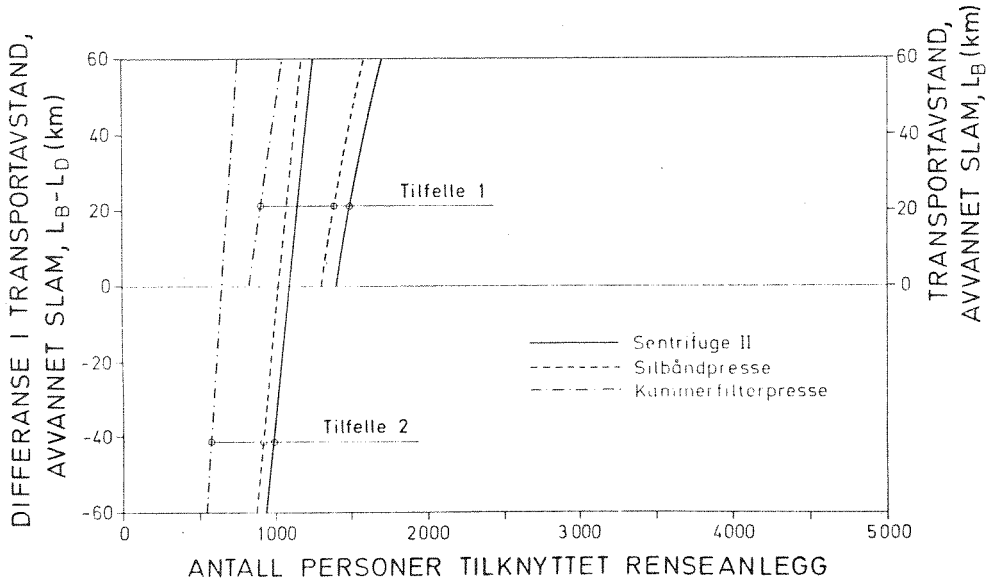 DIFFERANSE I TRANSPORTAVSTAND,
AVVANNET SLAM, LB-LD (km)
60
40
20
0
-20
-40
-60
Tilfelle 1
Tilfelle 2
Sentrifuge II
Silbåndpresse
Kammerfilterpresse
60
40
20
0
TRANSPORTAVSTAND,
AVVANNET SLAM, LB (km)
0
1000
2000
3000
4000
5000
ANTALL PERSONER TILKNYTTET RENSEANLEGG